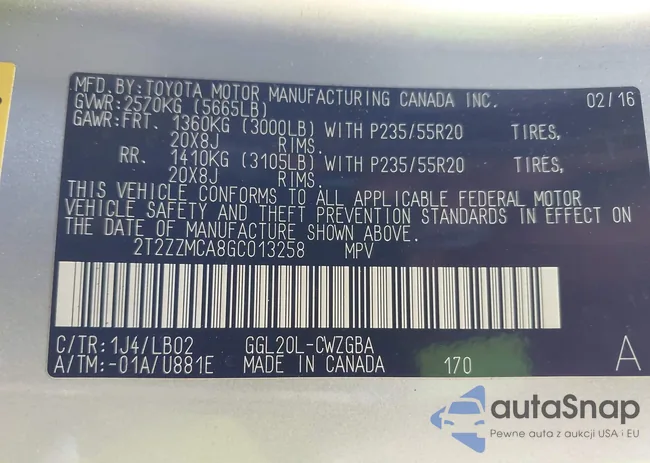 MFD.BY:TOYOTA MOTOR MANUFACTURING CANADA INC. 02/16
GVWR:2570KG (5665LB)
GAWR:FRT. 1360KG (3000LB) WITH P235/55R20 TIRES,
20X8J RIMS.
RR. 1410KG (3105LB) WITH P235/55R20 TIRES,
20X8J RIMS.
THIS VEHICLE CONFORMS TO ALL APPLICABLE FEDERAL MOTOR
VEHICLE SAFETY AND THEFT PREVENTION STANDARDS IN EFFECT ON
THE DATE OF MANUFACTURE SHOWN ABOVE.
2T2ZZMCA8GC013258 MPV
C/TR:1J4/LB02 GGL20L-CWZGBA
A/TM:-01A/U881E MADE IN CANADA 170 A
autaSnap
Pewne auta z aukcji USA i EU